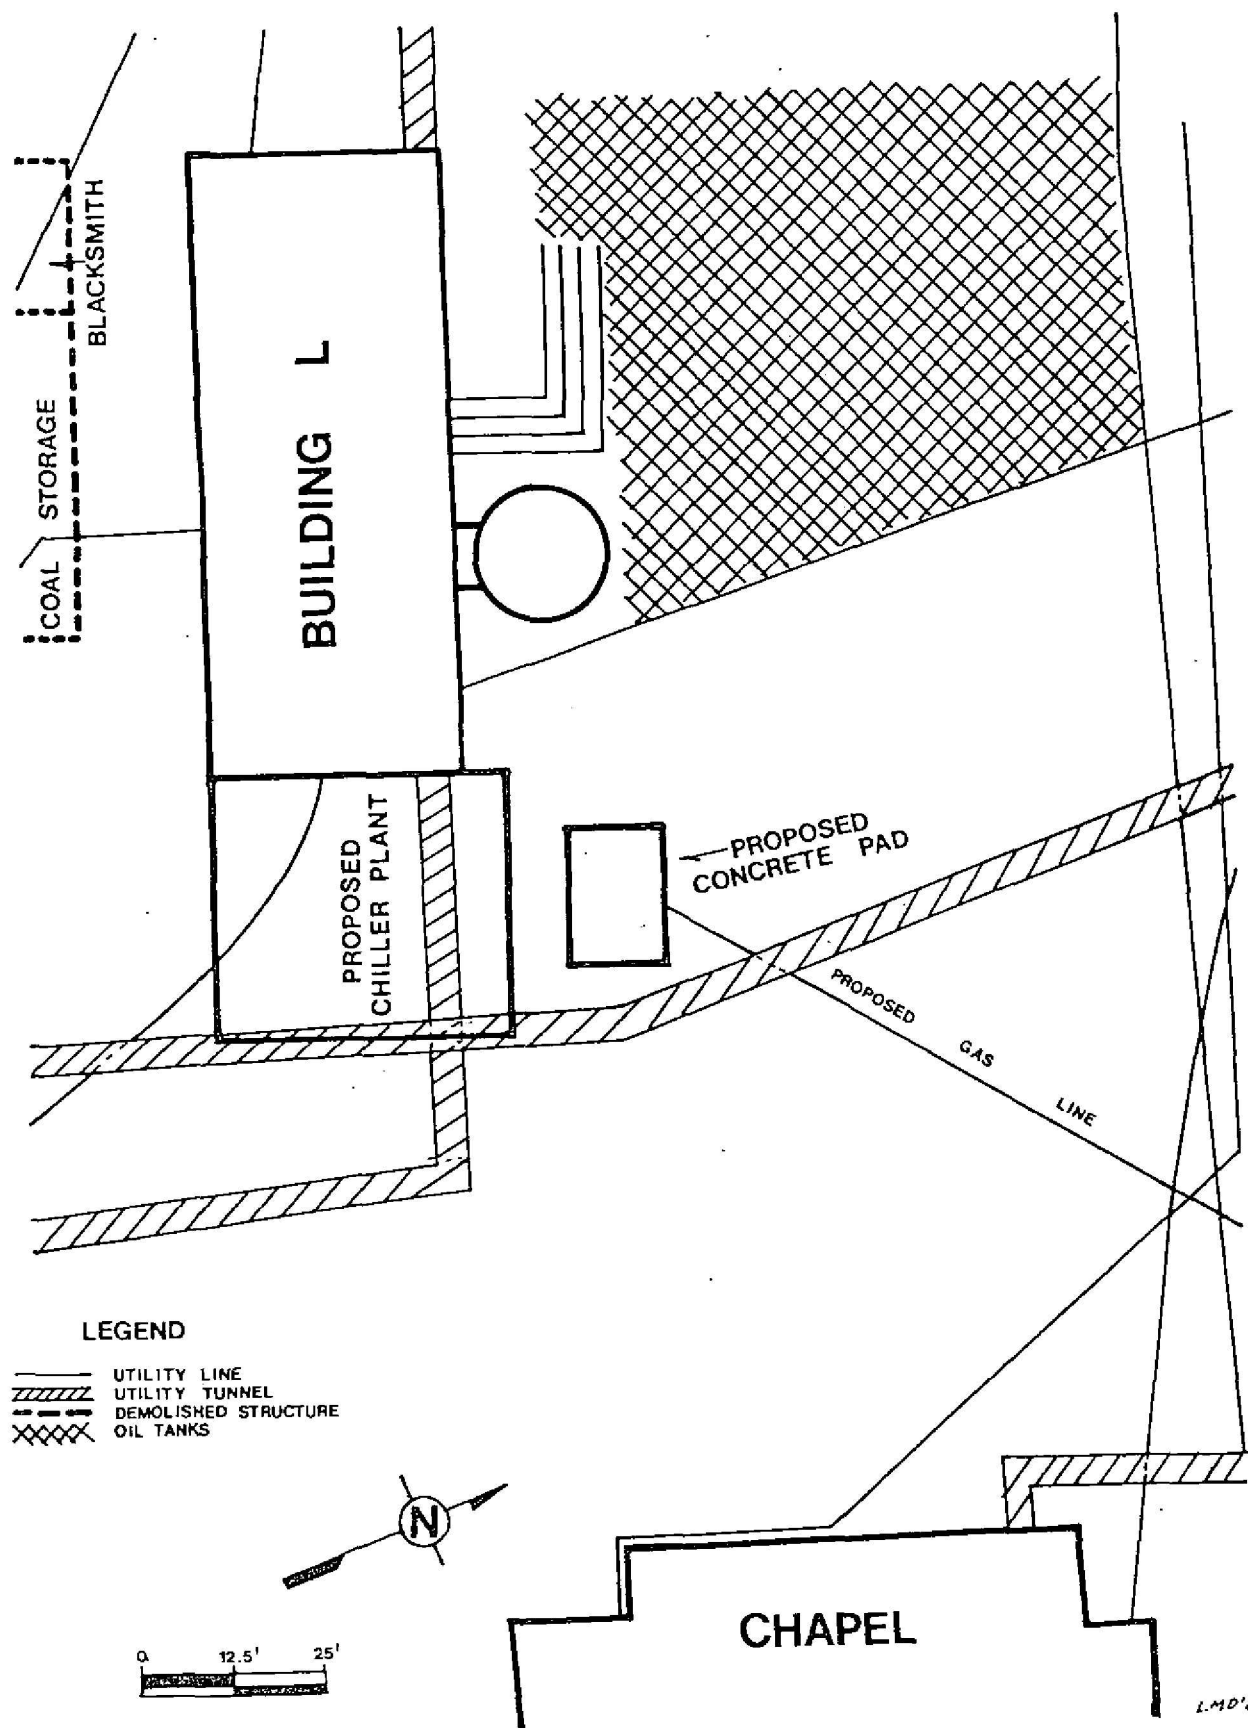 BLACKSMITH
COAL STORAGE
BUILDING L
PROPOSED
CHILLER PLANT
PROPOSED
CONCRETE PAD
PROPOSED GAS LINE
LEGEND
UTILITY LINE
UTILITY TUNNEL
DEMOLISHED STRUCTURE
OIL TANKS
N
0 12.5' 25'
CHAPEL